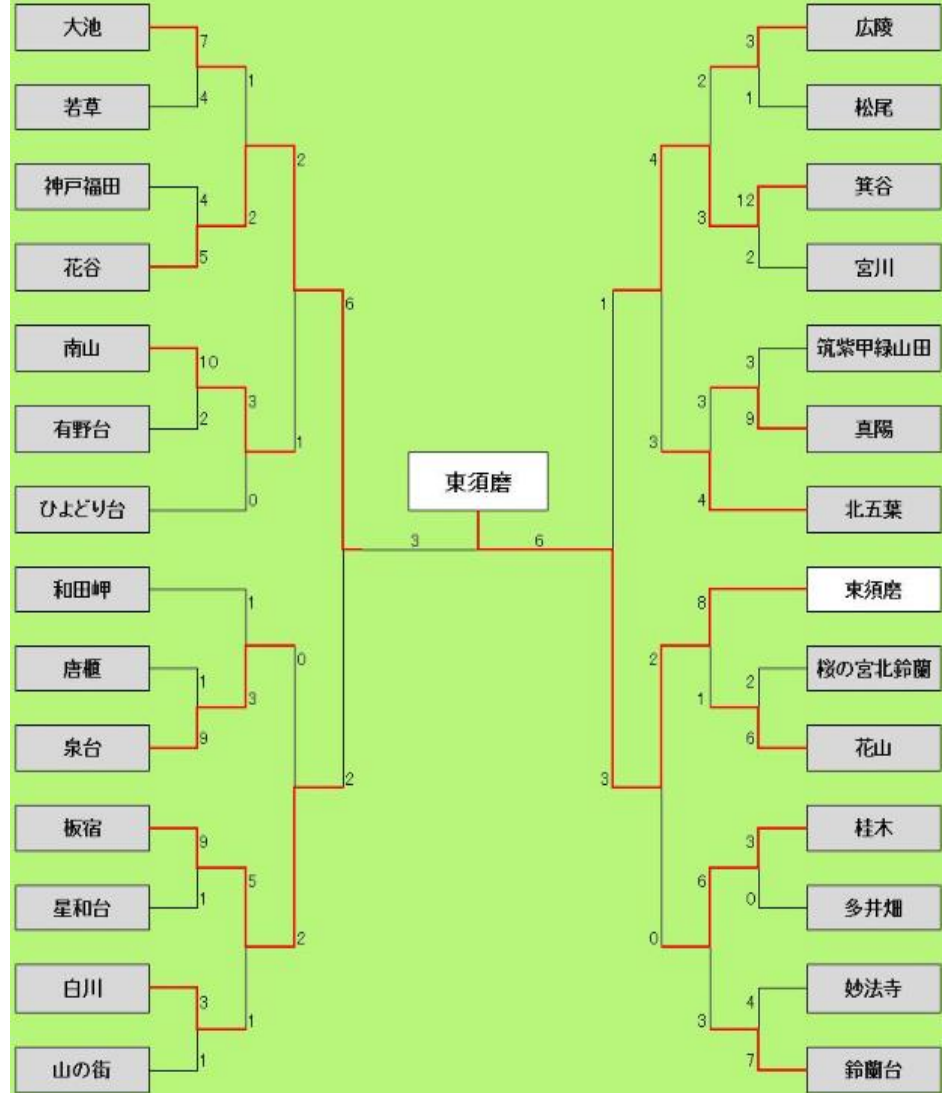 大池
7
1
若草
4
2
神戸福田
4
2
花谷
5
6
南山
10
3
有野台
2
1
ひよどり台
0
和田岬
1
0
唐櫃
1
3
泉台
9
2
板宿
9
5
星和台
1
2
白川
3
1
山の街
1
東須磨
3
6
広陵
3
2
松尾
1
4
箕谷
12
3
宮川
2
1
筑紫甲緑山田
3
3
真陽
9
3
北五葉
4
東須磨
8
2
桜の宮北鈴蘭
2
1
花山
6
3
桂木
3
6
多井畑
0
0
妙法寺
4
3
鈴蘭台
7